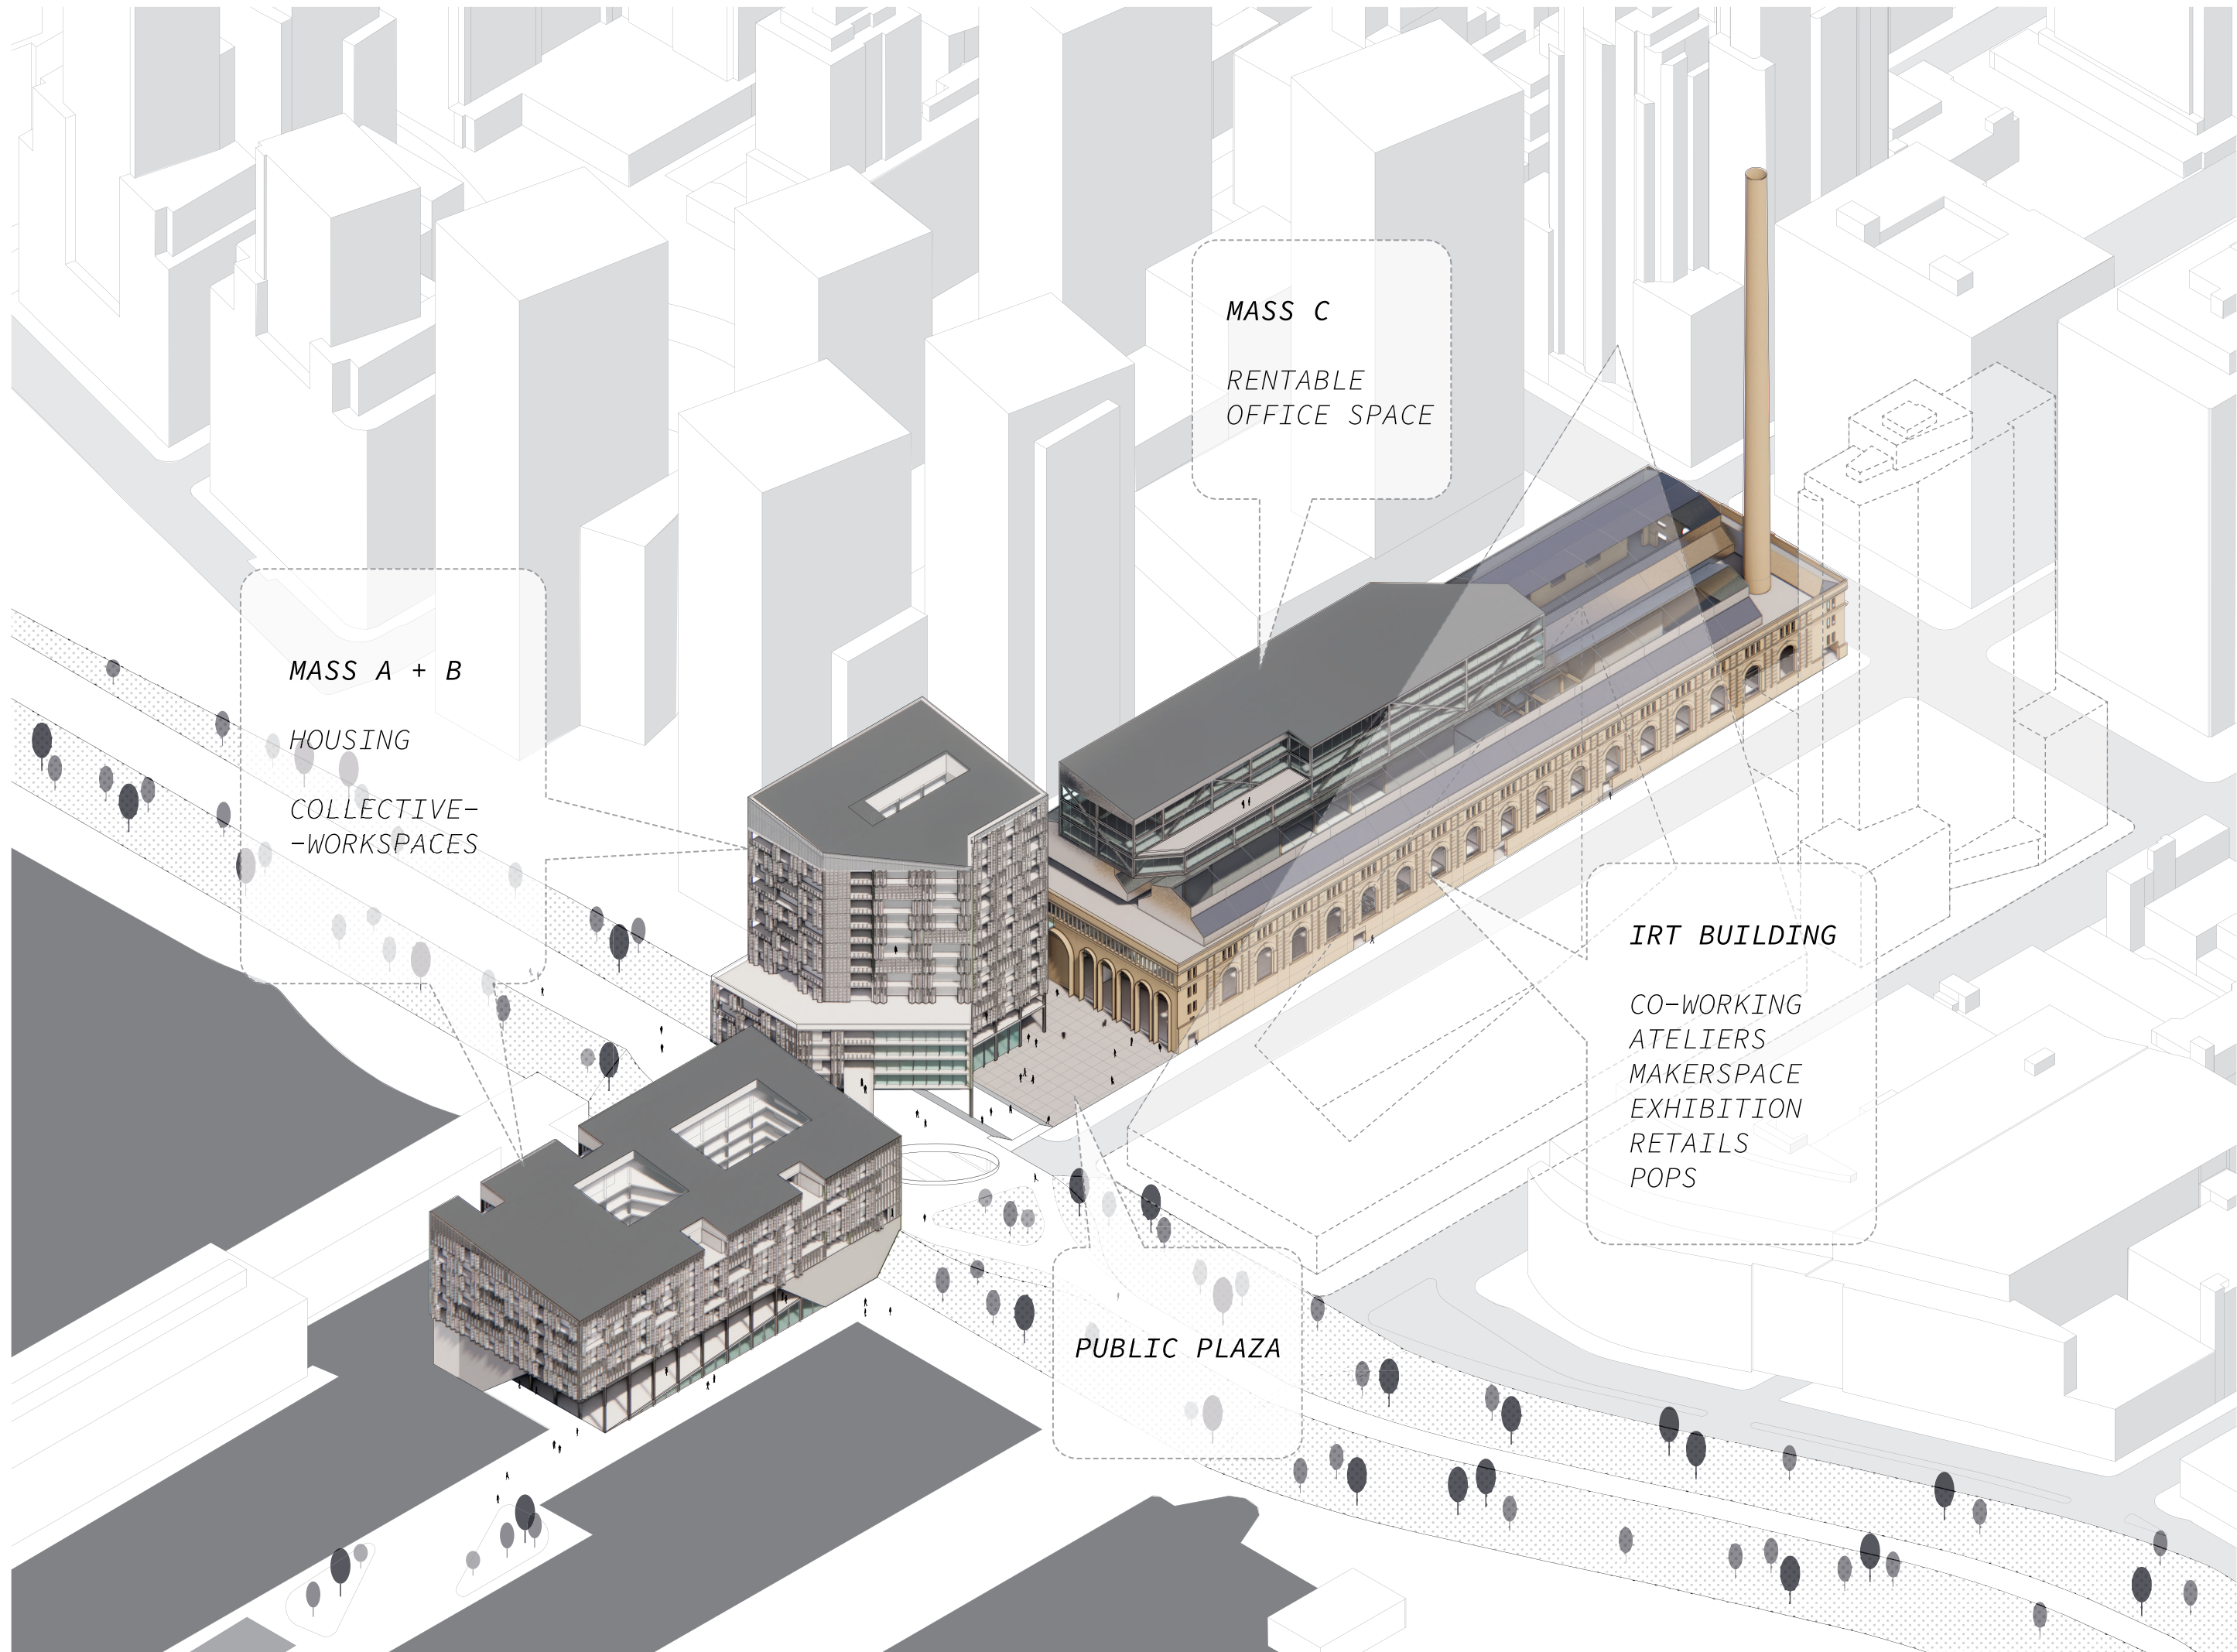 MASS C
RENTABLE
OFFICE SPACE
MASS A + B
HOUSING
COLLECTIVE-
-WORKSPACES
IRT BUILDING
CO-WORKING
ATELIERS
MAKERSPACE
EXHIBITION
RETAILS
POPS
PUBLIC PLAZA